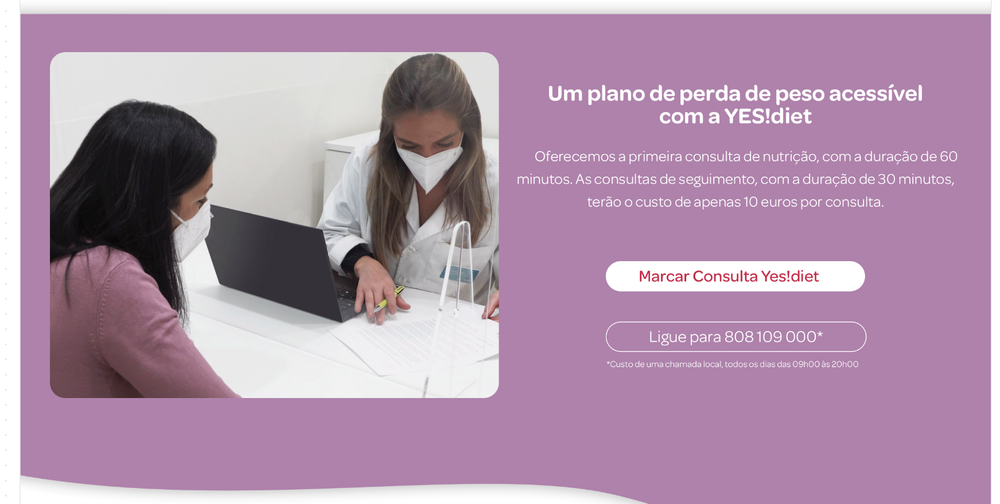 Um plano de perda de peso acessível
com a YES!diet
Oferecemos a primeira consulta de nutrição, com a duração de 60
minutos. As consultas de seguimento, com a duração de 30 minutos,
terão o custo de apenas 10 euros por consulta.
Marcar Consulta Yes!diet
Ligue para 808 109 000*
*Custo de uma chamada local, todos os dias das 09h00 às 20h00